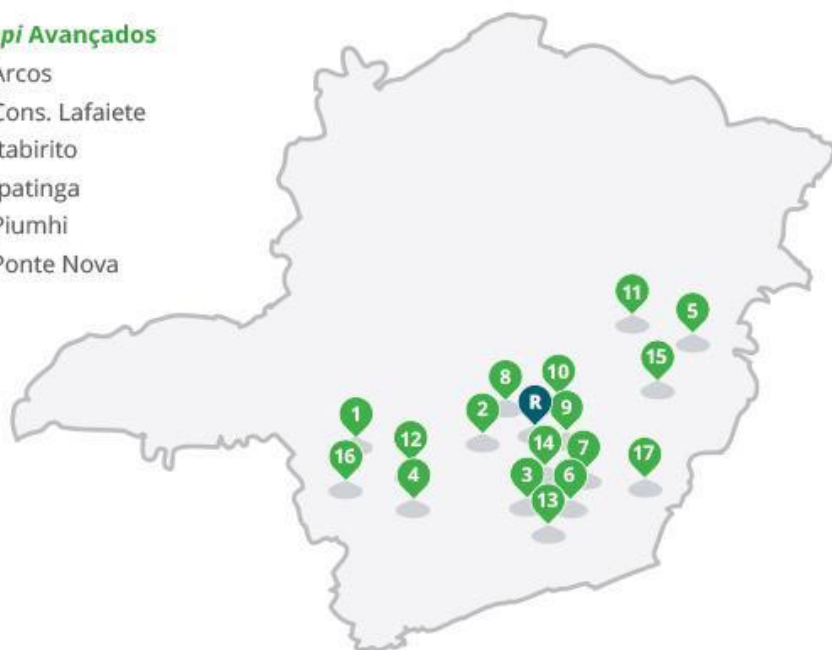 pi Avançados
Arcos
Cons. Lafaiete
tabirito
patinga
Piumhi
Ponte Nova
11
5
15
10
8
R
9
2
1
12
14
7
17
16
4
3
6
13